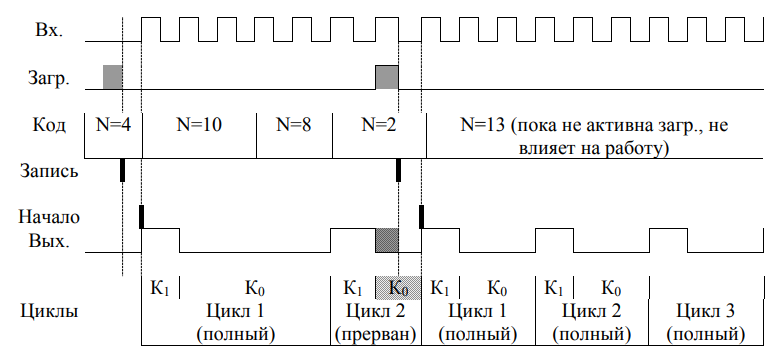 Вх.
Загр.
Код N=4 N=10 N=8 N=2 N=13 (пока не активна загр., не
влияет на работу)
Запись
Начало
Вых.
K₁ K₀ K₁ K₀ K₁ K₀ K₁ K₀
Циклы Цикл 1 Цикл 2 Цикл 1 Цикл 2 Цикл 3
(полный) (прерван) (полный) (полный) (полный)